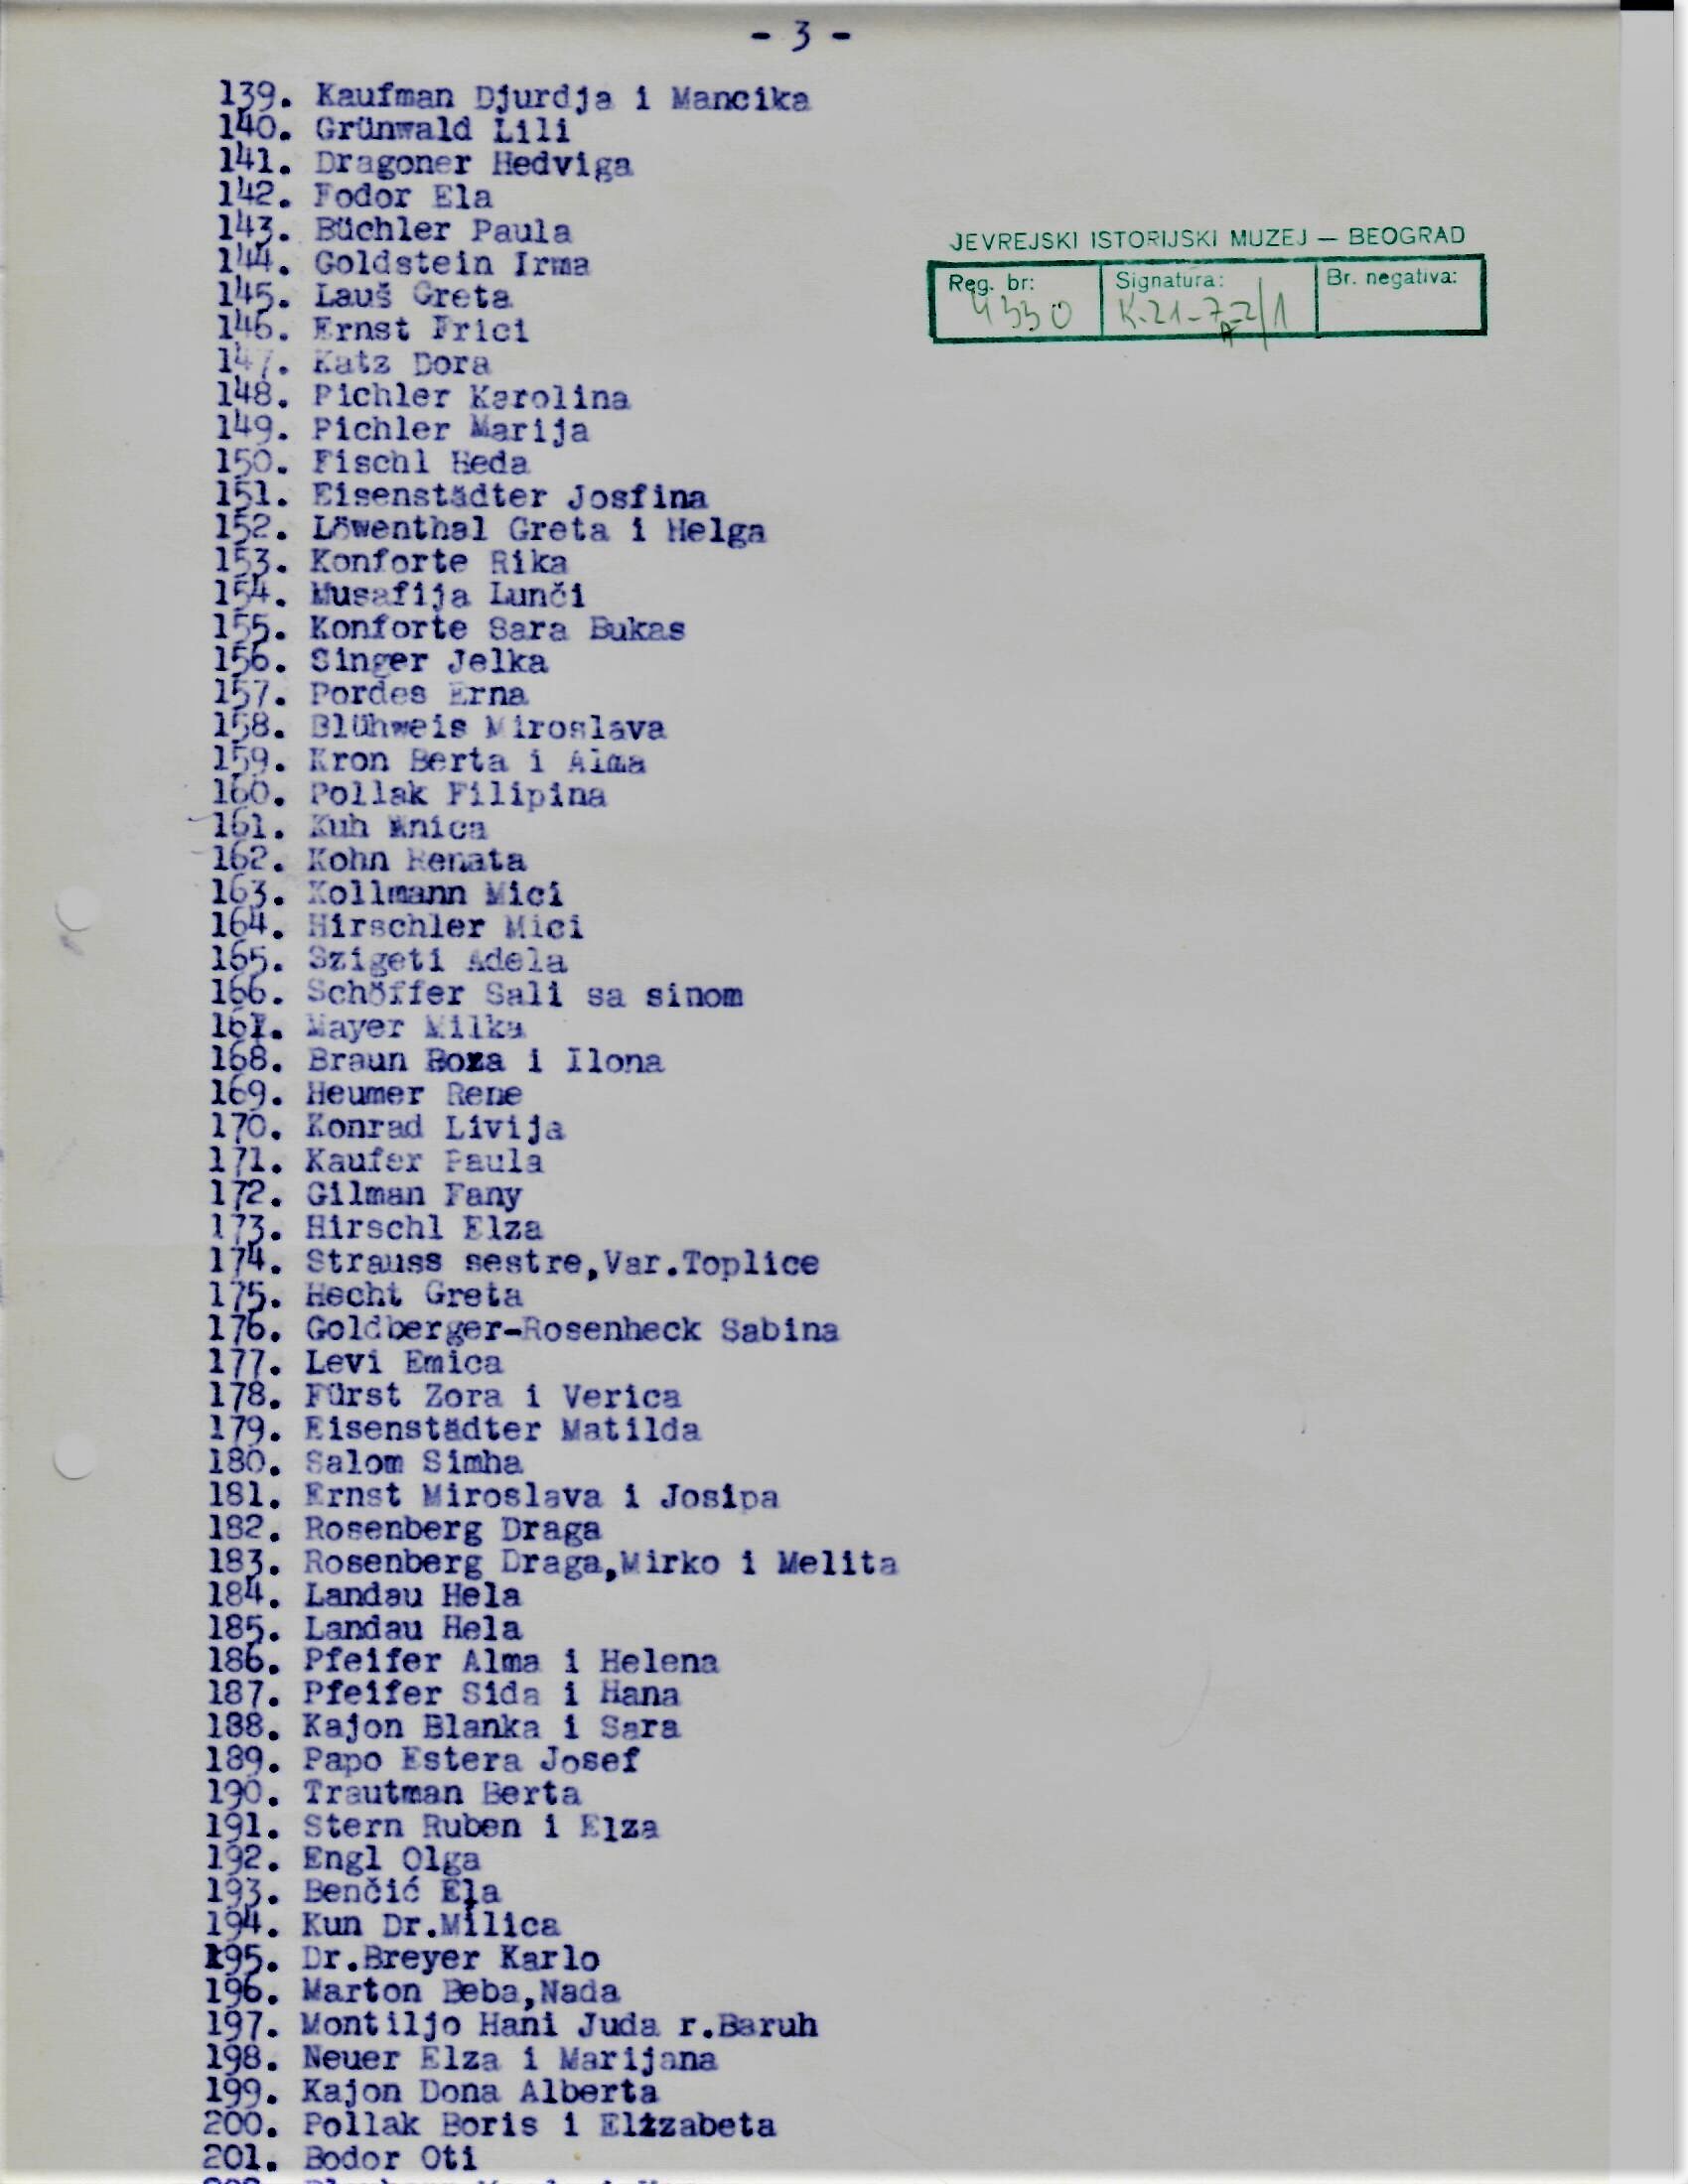 - 3 -
139. Kaufman Djurdja i Mancika
140. Grünwald Lili
141. Dragoner Hedviga
142. Fodor Ela
143. Büchler Paula
JEVREJSKI ISTORIJSKI MUZEJ — BEOGRAD
Reg. br: 4330 Signatura: K-21-7-2/1 Br. negativa:
144. Goldstein Irma
145. Lauš Greta
146. Ernst Frici
147. Katz Dora
148. Pichler Karolina
149. Pichler Marija
150. Fischl Heda
151. Eisenstädter Josfina
152. Löwenthal Greta i Helga
153. Konforte Rika
154. Musafija Lunči
155. Konforte Sara Bukas
156. Singer Jelka
157. Pordes Erna
158. Blühweis Miroslava
159. Kron Berta i Alma
160. Pollak Filipina
161. Kuh
162. Kohn Renata
163. Kollmann Mici
164. Hirschler Mici
165. Szigeti Adela
166. Schöffer Sali sa sinom
167. Mayer Milka
168. Braun Roza i Ilona
169. Heumer Rene
170. Konrad Livija
171. Kaufer Paula
172. Gilman Fany
173. Hirschl Elza
174. Strauss sestre,Var.Toplice
175. Hecht Greta
176. Goldberger-Rosenheck Sabina
177. Levi Emica
178. Fürst Zora i Verica
179. Eisenstädter Matilda
180. Salom Simha
181. Ernst Miroslava i Josipa
182. Rosenberg Draga
183. Rosenberg Draga,Mirko i Melita
184. Landau Hela
185. Landau Hela
186. Pfeifer Alma i Helena
187. Pfeifer Sida i Hana
188. Kajon Blanka i Sara
189. Papo Estera Josef
190. Trautman Berta
191. Stern Ruben i Elza
192. Engl Olga
193. Benčić Ela
194. Kun Dr.Milica
195. Dr.Breyer Karlo
196. Marton Beba,Nada
197. Montiljo Hani Juda r.Baruh
198. Neuer Elza i Marijana
199. Kajon Dona Alberta
200. Pollak Boris i Elizabeta
201. Bodor Oti